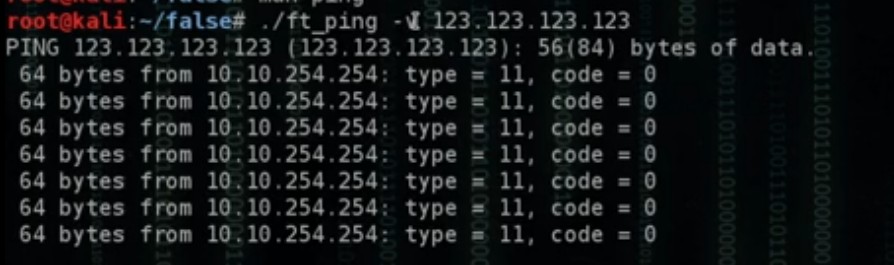 root@kali:~/false# man ping
root@kali:~/false# ./ft_ping -v 123.123.123.123
PING 123.123.123.123 (123.123.123.123): 56(84) bytes of data.
64 bytes from 10.10.254.254: type = 11, code = 0
64 bytes from 10.10.254.254: type = 11, code = 0
64 bytes from 10.10.254.254: type = 11, code = 0
64 bytes from 10.10.254.254: type = 11, code = 0
64 bytes from 10.10.254.254: type = 11, code = 0
64 bytes from 10.10.254.254: type = 11, code = 0
64 bytes from 10.10.254.254: type = 11, code = 0